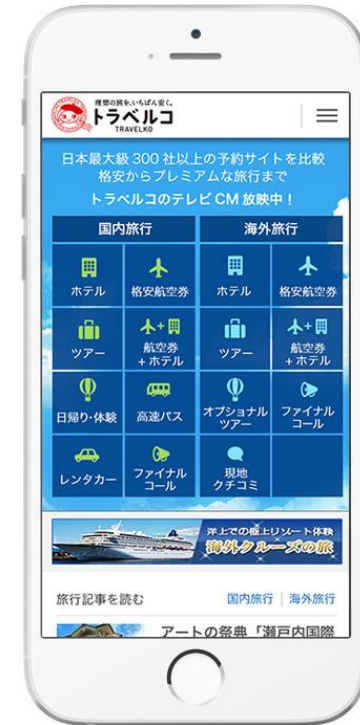 理想の旅を、いちばん安く。
トラベルコ
TRAVELKO
日本最大級 300 社以上の予約サイトを比較
格安からプレミアムな旅行まで
トラベルコのテレビ CM 放映中！
国内旅行 海外旅行
ホテル 格安航空券 ホテル 格安航空券
ツアー 航空券
+ホテル ツアー 航空券
+ホテル
日帰り・体験 高速バス オプショナル
ツアー ファイナル
コール
レンタカー ファイナル
コール 現地
クチコミ
洋上での極上リゾート体験
海外クルーズの旅
旅行記事を読む 国内旅行 海外旅行
アートの祭典「瀬戸内国際